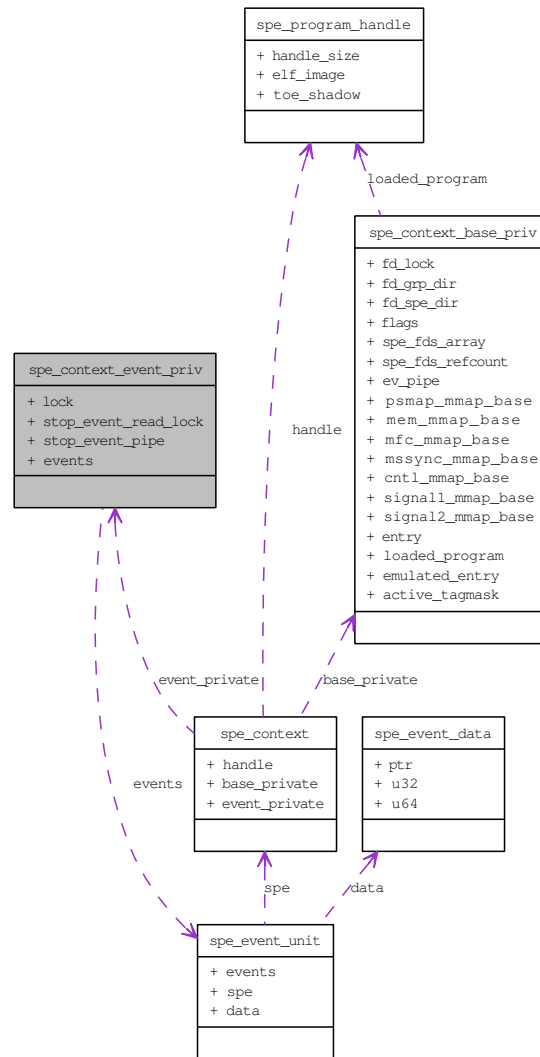 spe_program_handle
+ handle_size
+ elf_image
+ toe_shadow
loaded_program
spe_context_base_priv
+ fd_lock
+ fd_grp_dir
+ fd_spe_dir
+ flags
+ spe_fds_array
+ spe_fds_refcount
+ ev_pipe
+ psmap_mmap_base
+ mem_mmap_base
+ mfc_mmap_base
+ mssync_mmap_base
+ cntl_mmap_base
+ signal1_mmap_base
+ signal2_mmap_base
+ entry
+ loaded_program
+ emulated_entry
+ active_tagmask
spe_context_event_priv
+ lock
+ stop_event_read_lock
+ stop_event_pipe
+ events
handle
event_private
base_private
spe_context
+ handle
+ base_private
+ event_private
spe_event_data
+ ptr
+ u32
+ u64
events
spe
data
spe_event_unit
+ events
+ spe
+ data